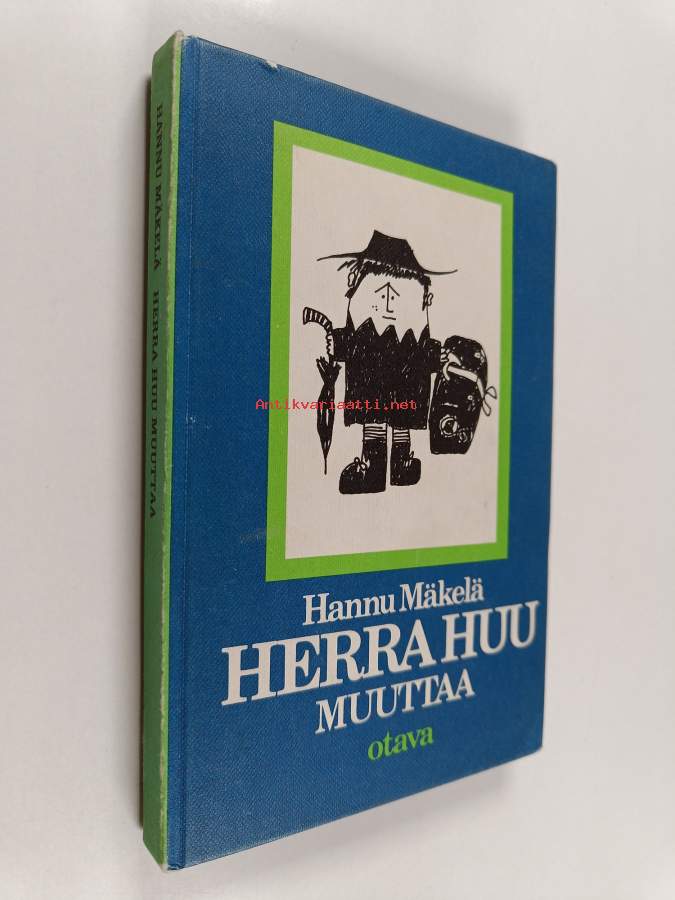 HANNU MÄKELÄ HERRA HUU MUUTTAA
Antikvariaatti.net
Hannu Mäkelä
HERRA HUU
MUUTTAA
otava